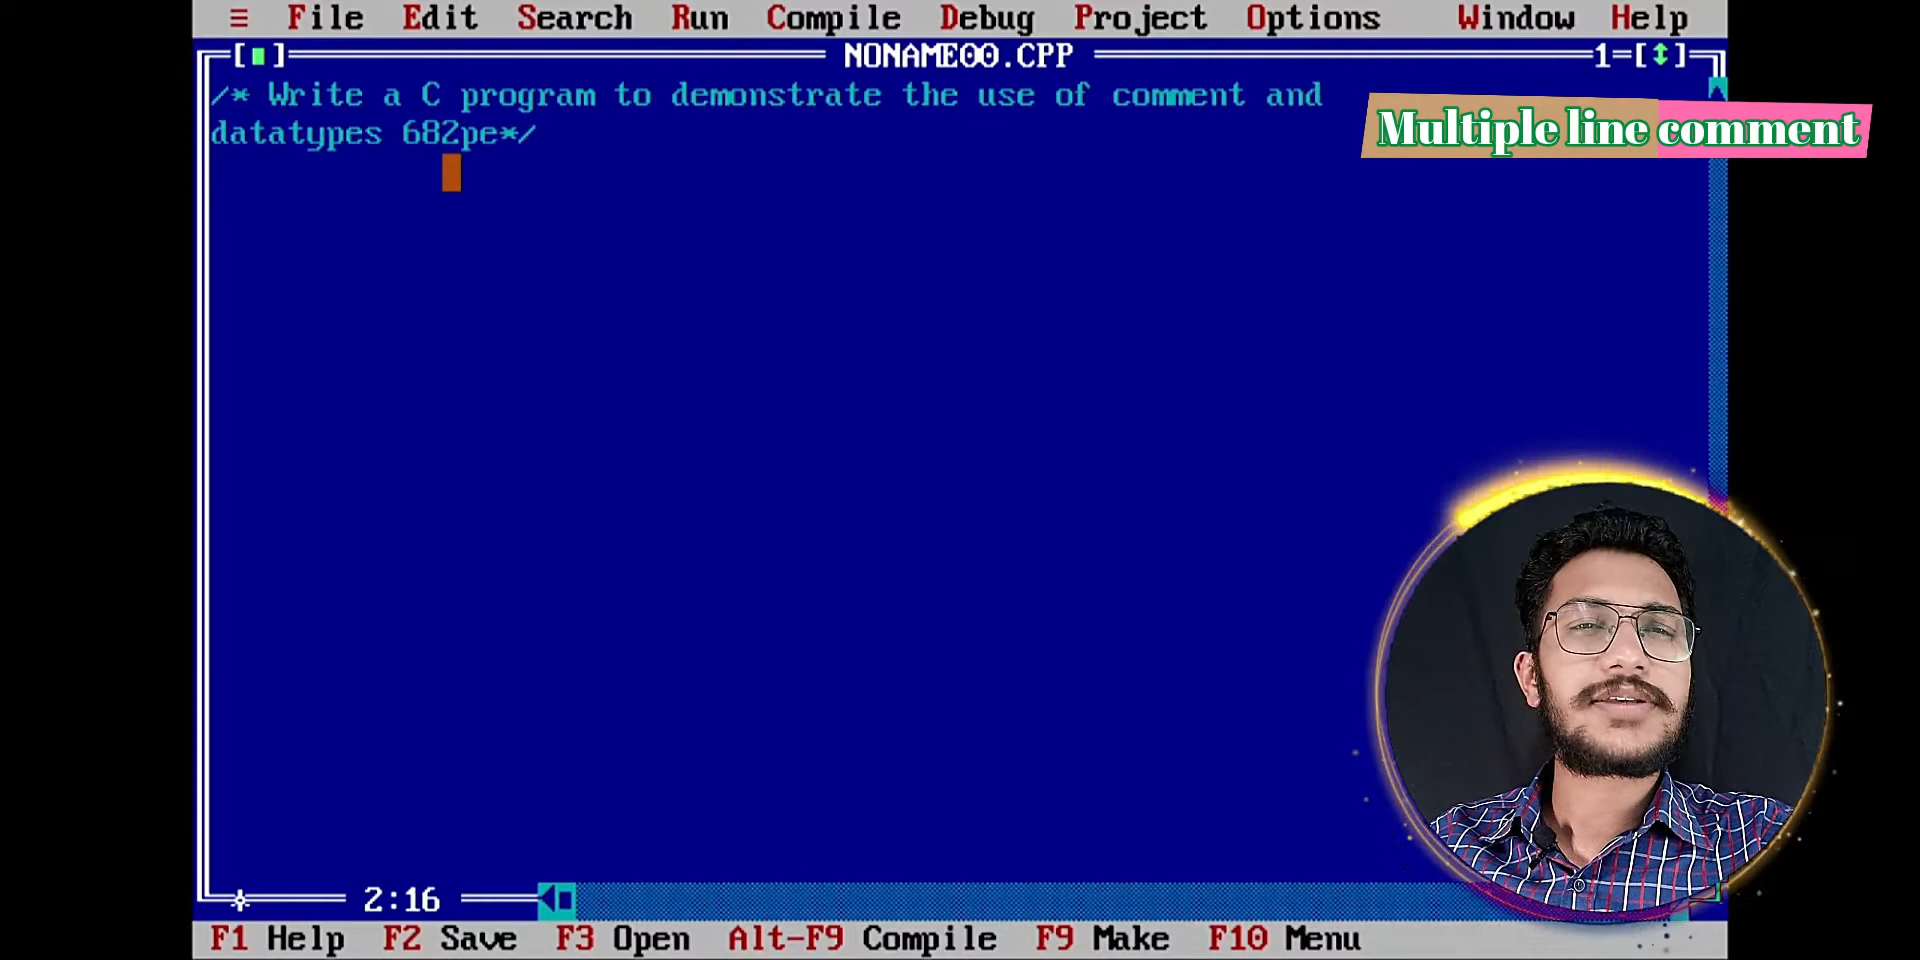 ≡ File Edit Search Run Compile Debug Project Options Window Help
[■] NONAME00.CPP 1=[↕]
/* Write a C program to demonstrate the use of comment and
datatypes 682pe*/
Multiple line comment
2:16
F1 Help F2 Save F3 Open Alt-F9 Compile F9 Make F10 Menu